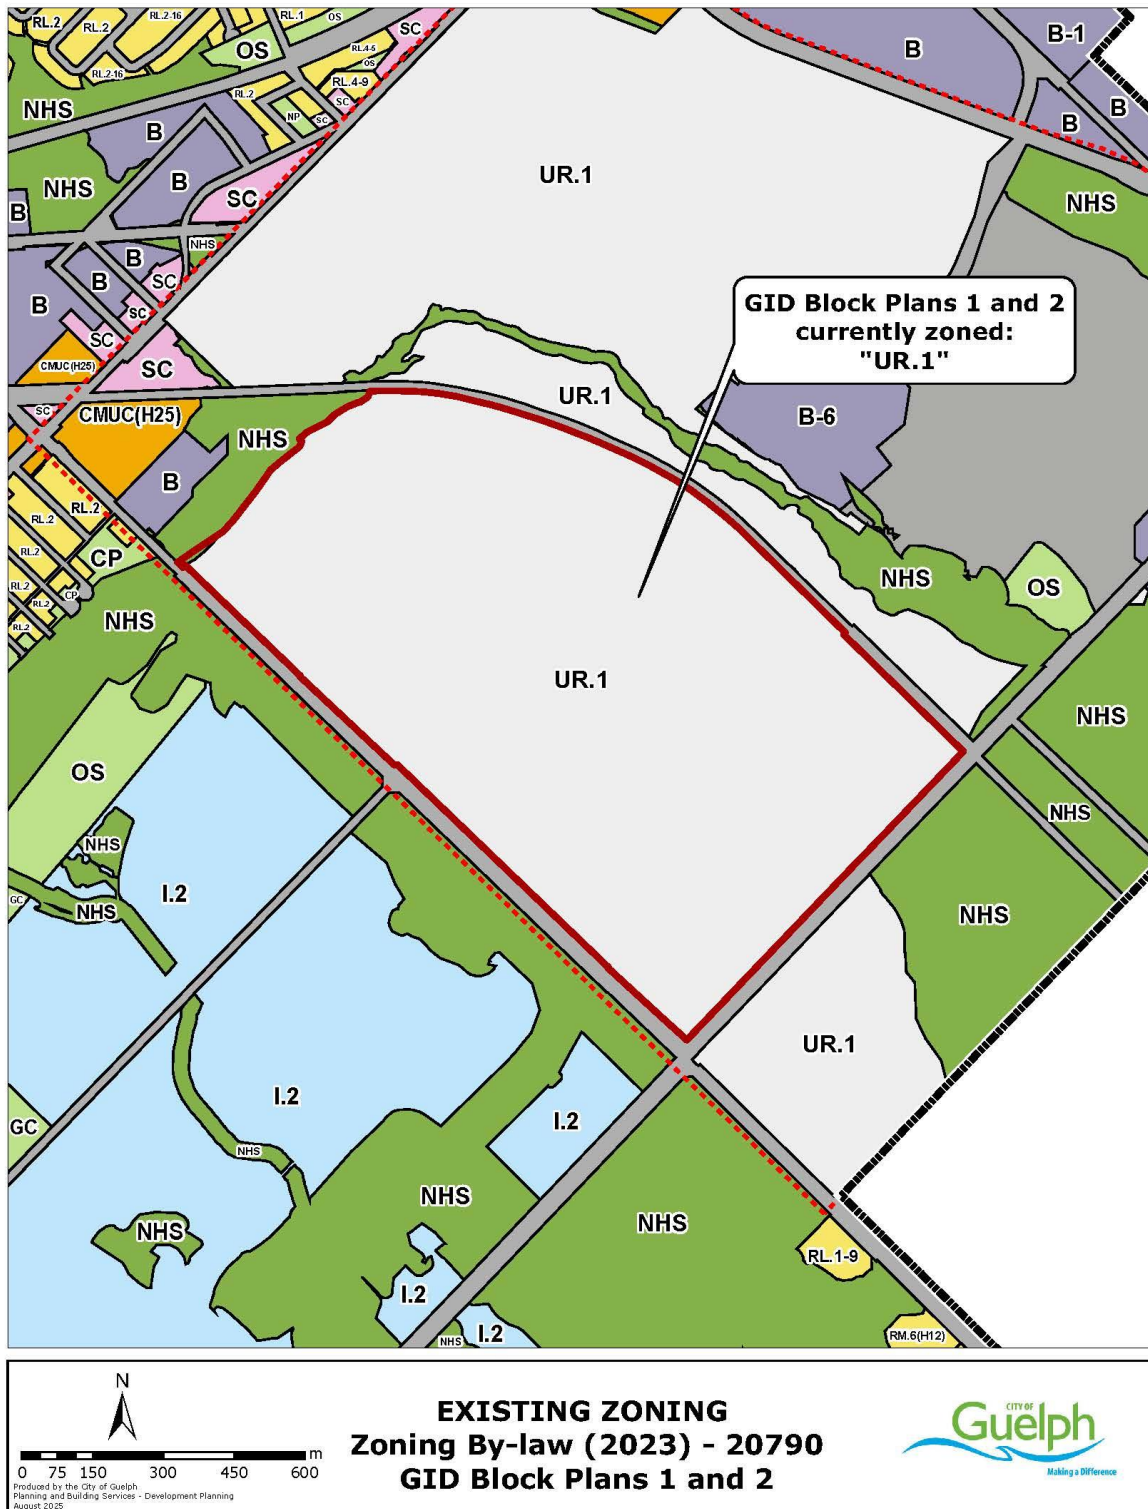 RL.2
RL.2
RL.2-16
RL.1
OS
SC
RL.4-5
OS
OS
RL.2-16
RL.2
RL.4-9
SC
NP
SC
B
B-1
B
B
NHS
B
NHS
B
SC
B
UR.1
NHS
NHS
B
SC
B
SC
B
SC
CMUC(H25)
SC
SC
CMUC(H25)
NHS
B
UR.1
GID Block Plans 1 and 2
currently zoned:
"UR.1"
B-6
RL.2
RL.2
RL.2
CP
RL.2
CP
RL.2
NHS
NHS
OS
UR.1
NHS
OS
NHS
NHS
I.2
GC
NHS
NHS
UR.1
I.2
I.2
GC
NHS
NHS
NHS
NHS
RL.1-9
I.2
I.2
NHS
RM.6(H12)
N
m
0 75 150 300 450 600
Produced by the City of Guelph
Planning and Building Services - Development Planning
August 2025
EXISTING ZONING
Zoning By-law (2023) - 20790
GID Block Plans 1 and 2
CITY OF
Guelph
Making a Difference